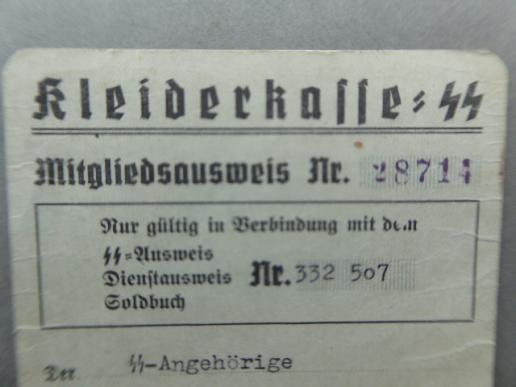 Kleiderkasse-ᛋᛋ
Mitgliedsausweis Nr. 28714
Nur gültig in Verbindung mit dem
ᛋᛋ-Ausweis
Dienstausweis Nr. 332 507
Soldbuch
Der ᛋᛋ-Angehörige